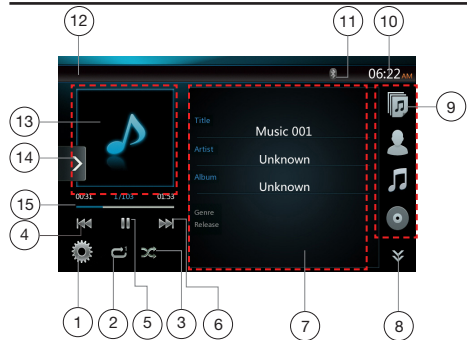 12
11
10
06:22 AM
9
13
Title
Music 001
Artist
Unknown
14
Album
Unknown
15
00:31 17/103 01:53
Genre
Release
4
1
1
2
5
3
6
7
8